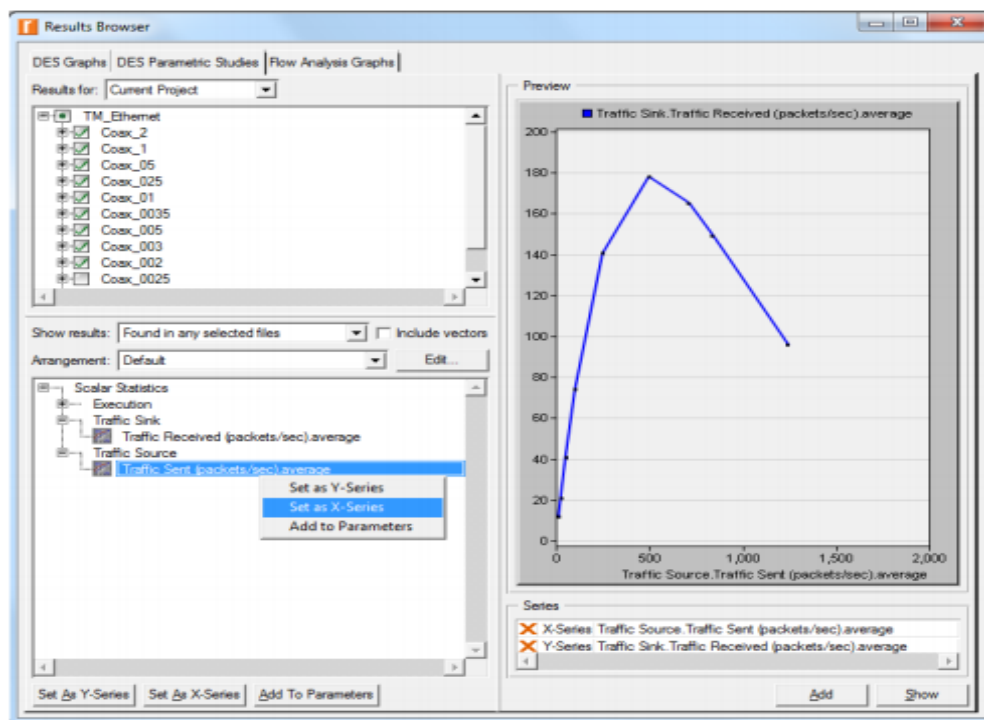 Results Browser
DES Graphs DES Parametric Studies Flow Analysis Graphs
Results for: Current Project
TM_Ethernet
Coax_2
Coax_1
Coax_05
Coax_025
Coax_01
Coax_0035
Coax_005
Coax_003
Coax_002
Coax_0025
Show results: Found in any selected files Include vectors
Arrangement: Default Edit...
Scalar Statistics
Execution
Traffic Sink
Traffic Received (packets/sec).average
Traffic Source
Traffic Sent (packets/sec).average
Set as Y-Series
Set as X-Series
Add to Parameters
Set As Y-Series Set As X-Series Add To Parameters
Preview
Traffic Sink.Traffic Received (packets/sec).average
200
180
160
140
120
100
80
60
40
20
0
0 500 1,000 1,500 2,000
Traffic Source.Traffic Sent (packets/sec).average
Series
X-Series Traffic Source.Traffic Sent (packets/sec).average
Y-Series Traffic Sink.Traffic Received (packets/sec).average
Add Show